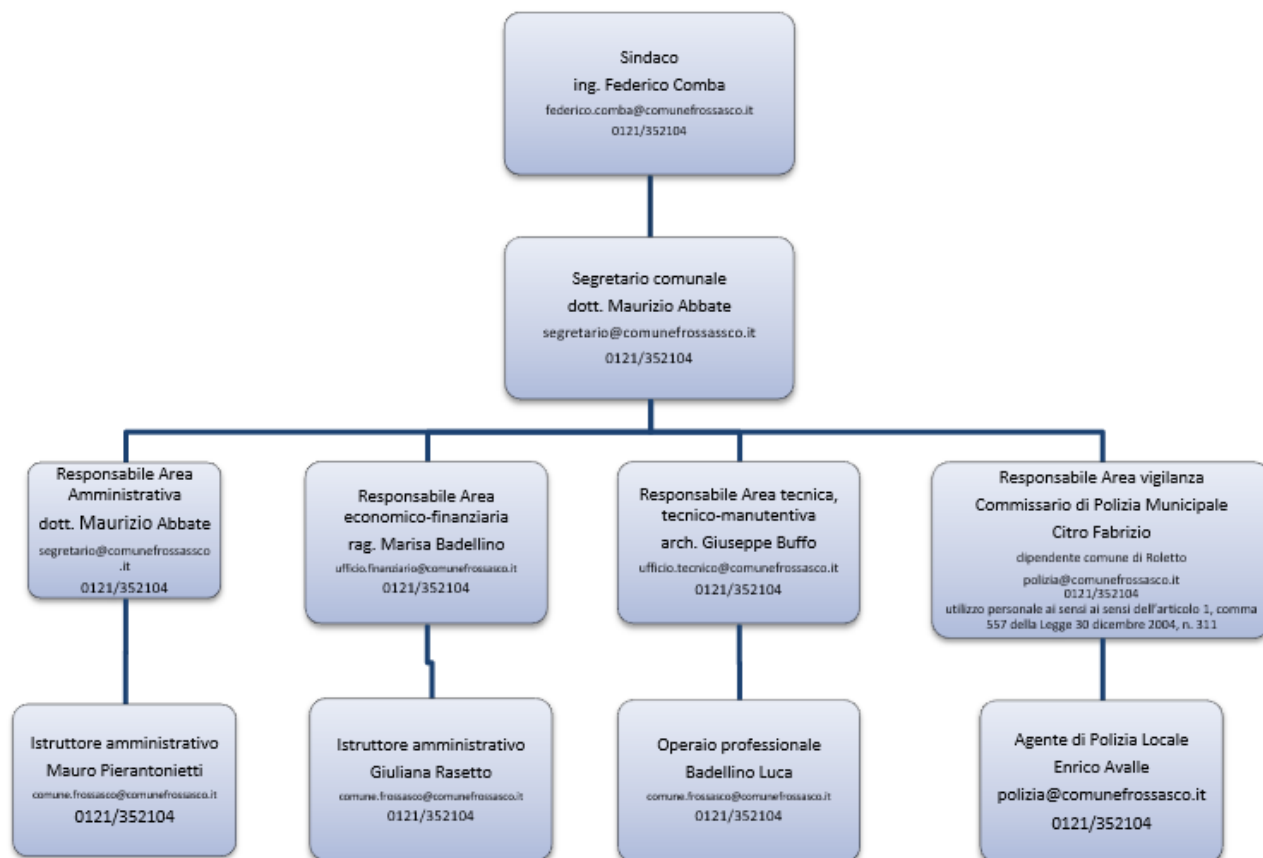 Sindaco
ing. Federico Comba
federico.comba@comunefrossasco.it
0121/352104
Segretario comunale
dott. Maurizio Abbate
segretario@comunefrossassco.it
0121/352104
Responsabile Area
Amministrativa
dott. Maurizio Abbate
segretario@comunefrossassco
.it
0121/352104
Responsabile Area
economico-finanziaria
rag. Marisa Badellino
ufficio.finanziario@comunefrossasco.it
0121/352104
Responsabile Area tecnica,
tecnico-manutentiva
arch. Giuseppe Buffo
ufficio.tecnico@comunefrossasco.it
0121/352104
Responsabile Area vigilanza
Commissario di Polizia Municipale
Citro Fabrizio
dipendente comune di Roletto
polizia@comunefrossasco.it
0121/352104
utilizzo personale ai sensi ai sensi dell'articolo 1, comma
557 della Legge 30 dicembre 2004, n. 311
Istruttore amministrativo
Mauro Pierantonietti
comune.frossasco@comunefrossasco.it
0121/352104
Istruttore amministrativo
Giuliana Rasetto
comune.frossasco@comunefrossasco.it
0121/352104
Operaio professionale
Badellino Luca
comune.frossasco@comunefrossasco.it
0121/352104
Agente di Polizia Locale
Enrico Avalle
polizia@comunefrossasco.it
0121/352104